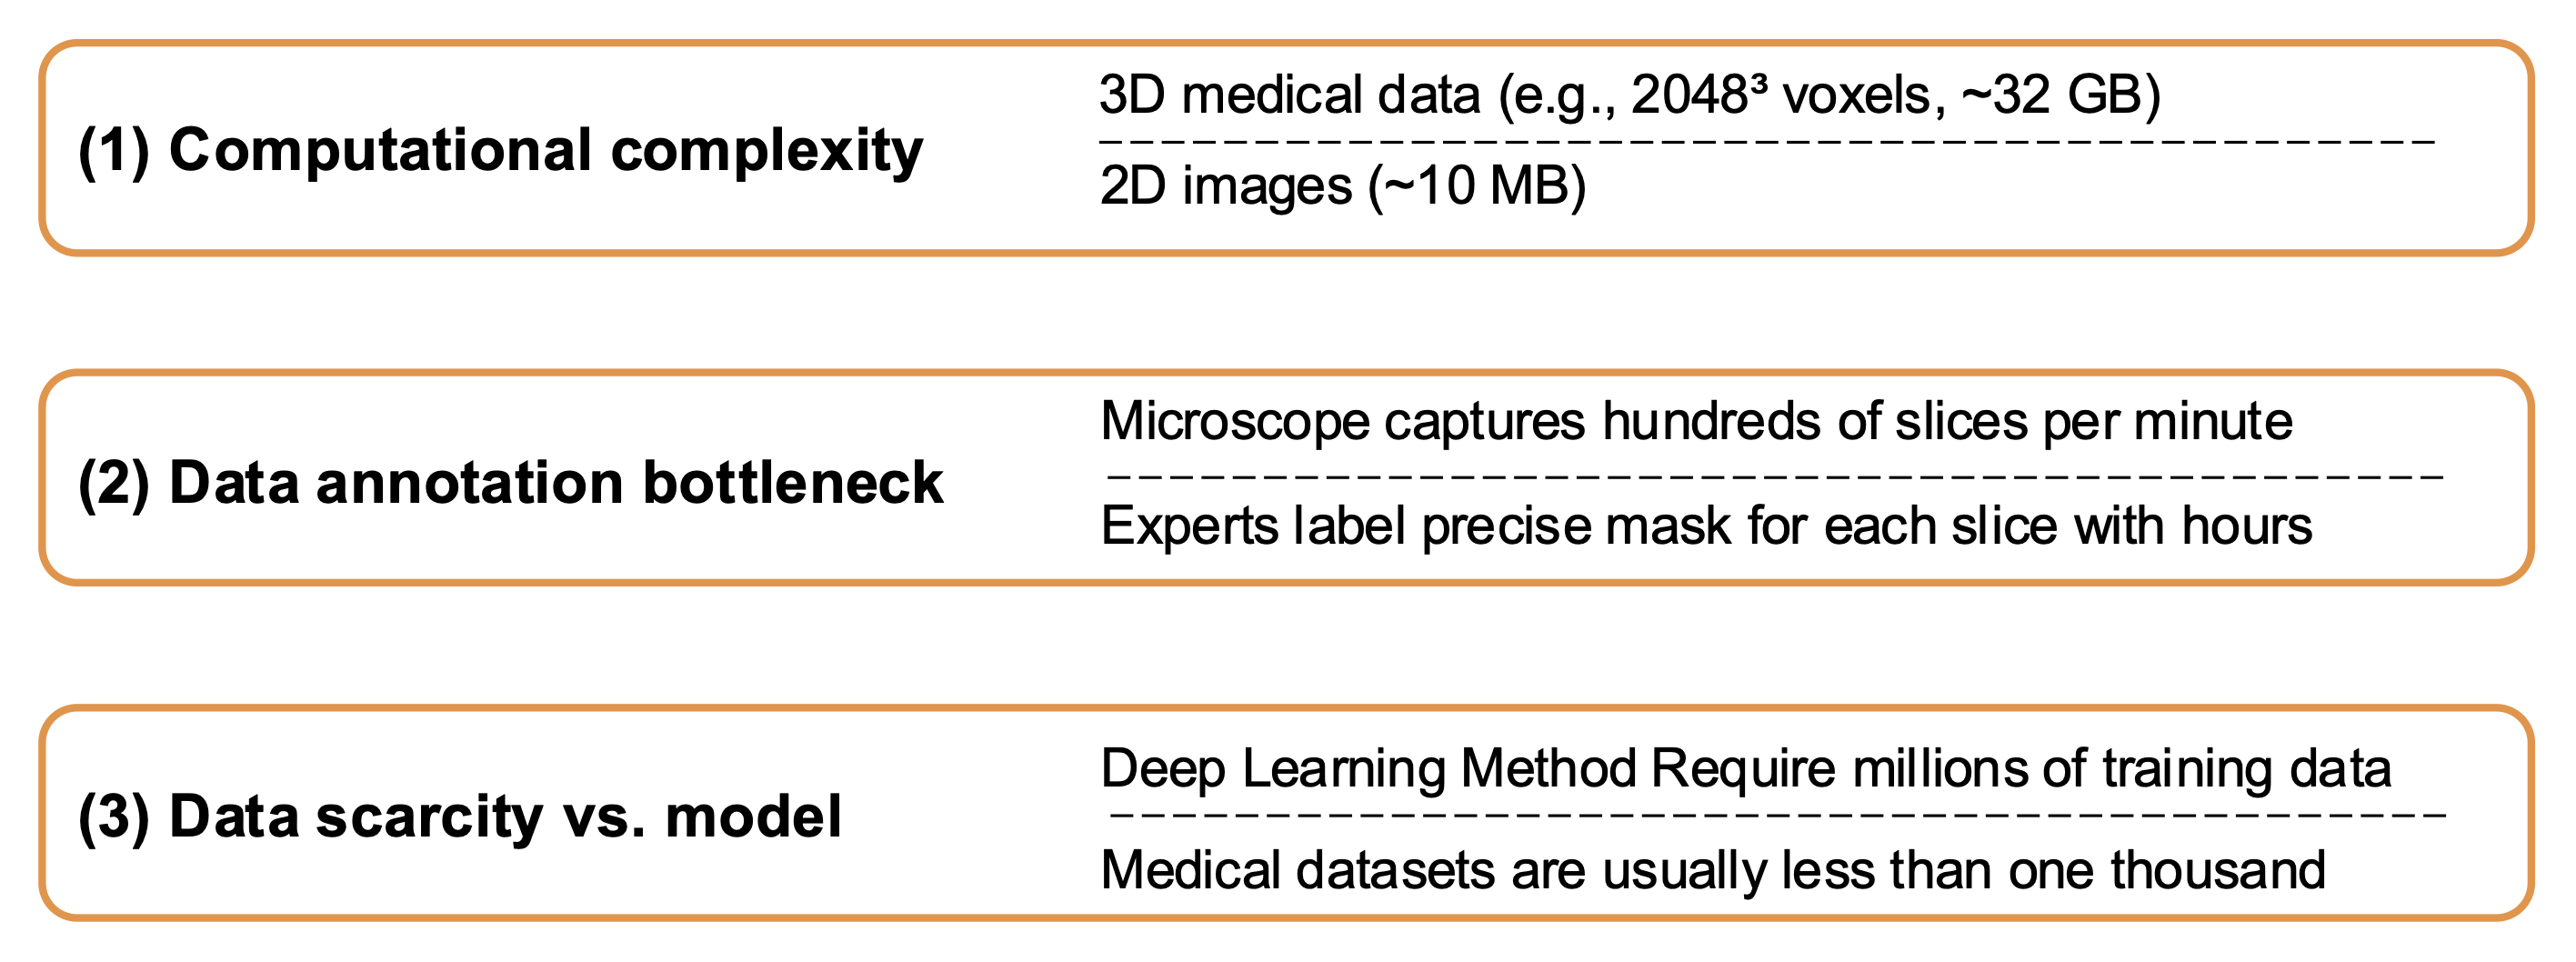 (1) Computational complexity
3D medical data (e.g., 2048³ voxels, ~32 GB)
2D images (~10 MB)
(2) Data annotation bottleneck
Microscope captures hundreds of slices per minute
Experts label precise mask for each slice with hours
(3) Data scarcity vs. model
Deep Learning Method Require millions of training data
Medical datasets are usually less than one thousand